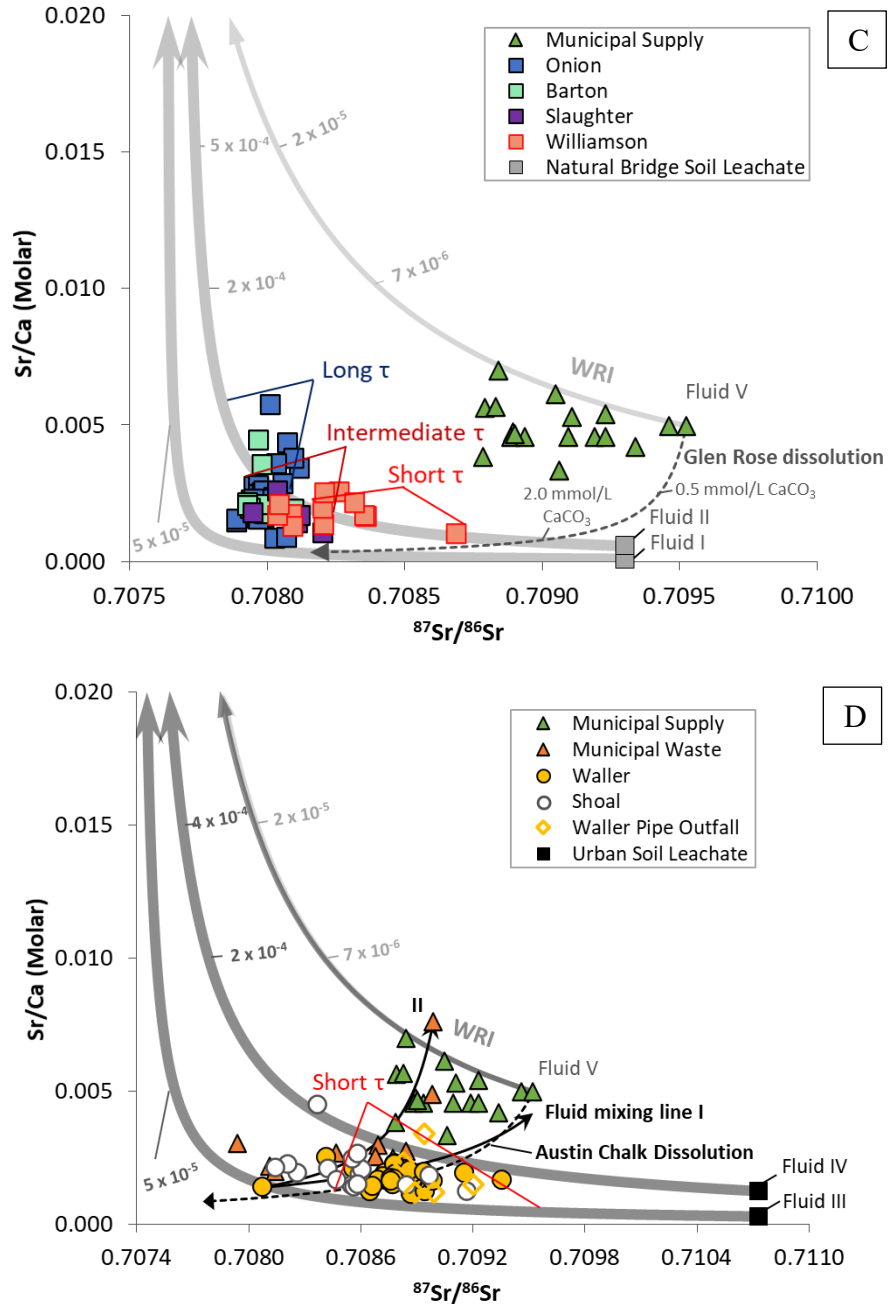 C
0.020
0.015
0.010
0.005
0.000
Sr/Ca (Molar)
Municipal Supply
Onion
Barton
Slaughter
Williamson
Natural Bridge Soil Leachate
5 x 10⁻⁴
2 x 10⁻⁵
2 x 10⁻⁴
7 x 10⁻⁶
WRI
Fluid V
Long τ
Intermediate τ
Short τ
Glen Rose dissolution
0.5 mmol/L CaCO₃
2.0 mmol/L
CaCO₃
Fluid II
Fluid I
5 x 10⁻⁵
0.7075 0.7080 0.7085 0.7090 0.7095 0.7100
⁸⁷Sr/⁸⁶Sr
D
0.020
0.015
0.010
0.005
0.000
Sr/Ca (Molar)
Municipal Supply
Municipal Waste
Waller
Shoal
Waller Pipe Outfall
Urban Soil Leachate
4 x 10⁻⁴
2 x 10⁻⁵
2 x 10⁻⁴
7 x 10⁻⁶
II
WRI
Fluid V
Short τ
Fluid mixing line I
Austin Chalk Dissolution
5 x 10⁻⁵
Fluid IV
Fluid III
0.7074 0.7080 0.7086 0.7092 0.7098 0.7104 0.7110
⁸⁷Sr/⁸⁶Sr